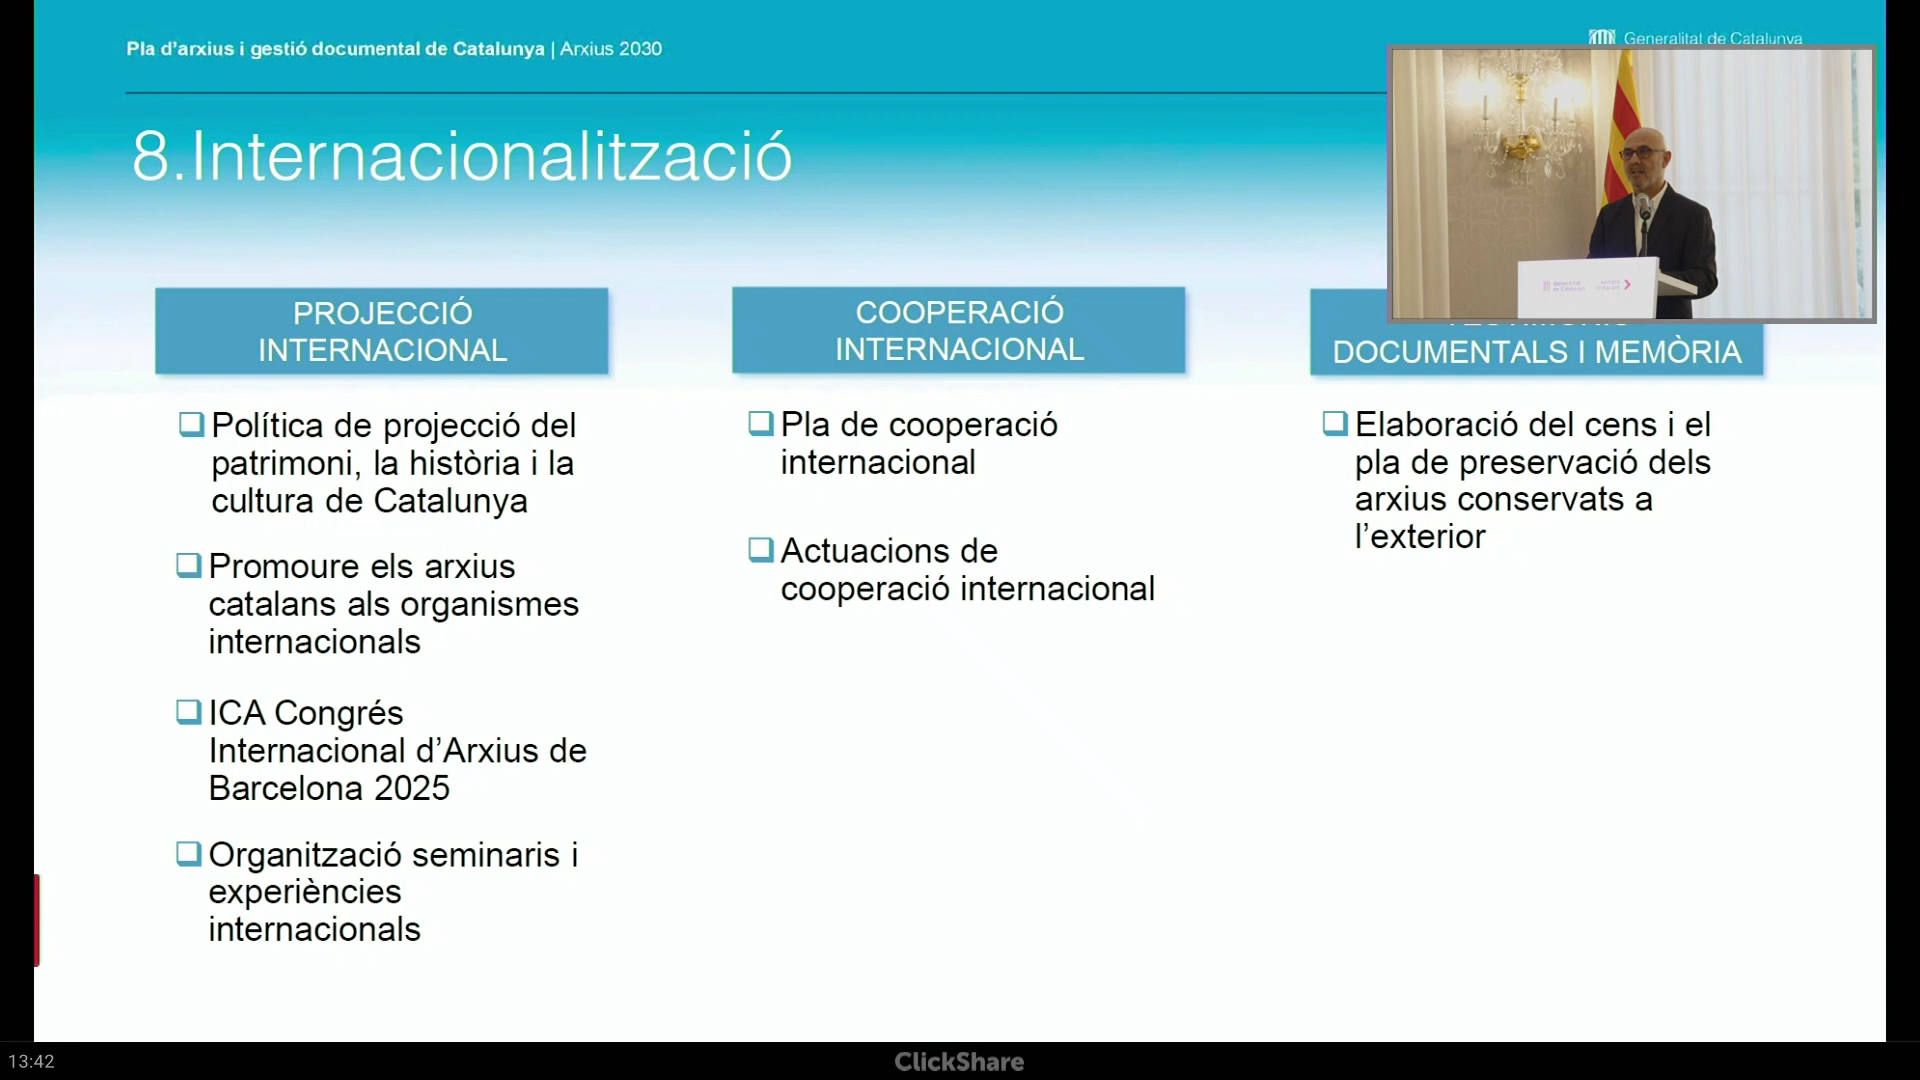 Pla d’arxius i gestió documental de Catalunya | Arxius 2030
Generalitat de Catalunya
8.Internacionalització
PROJECCIÓ
INTERNACIONAL
❑ Política de projecció del
patrimoni, la història i la
cultura de Catalunya
❑ Promoure els arxius
catalans als organismes
internacionals
❑ ICA Congrés
Internacional d’Arxius de
Barcelona 2025
❑ Organització seminaris i
experiències
internacionals
COOPERACIÓ
INTERNACIONAL
❑ Pla de cooperació
internacional
❑ Actuacions de
cooperació internacional
DOCUMENTALS I MEMÒRIA
❑ Elaboració del cens i el
pla de preservació dels
arxius conservats a
l’exterior
Generalitat
de Catalunya
13:42
ClickShare